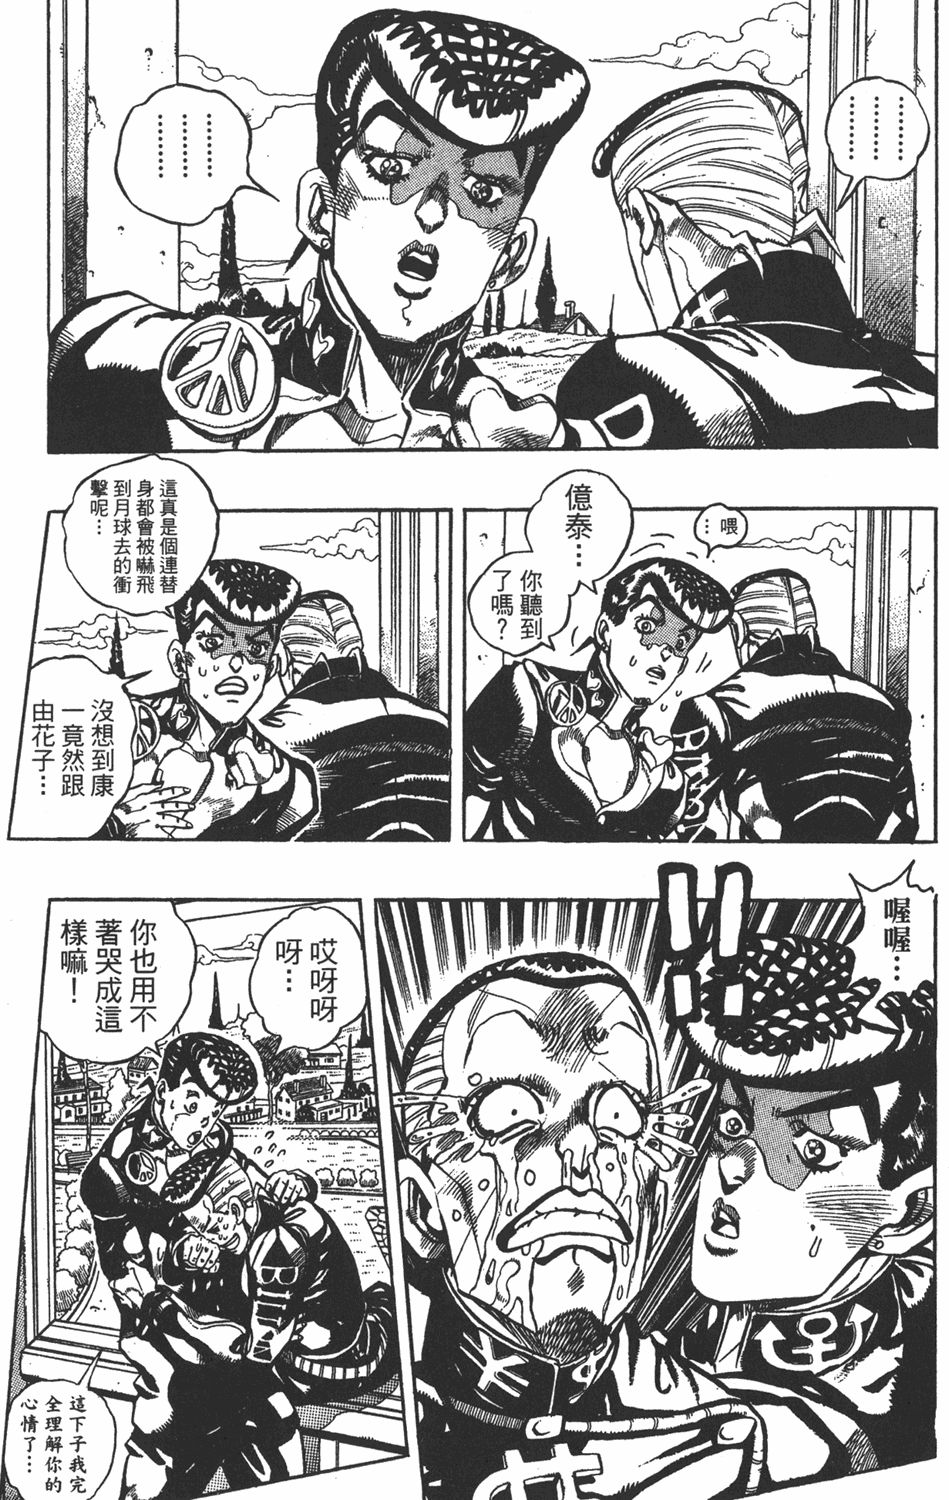 ………
………
………
………
………
………
喂
…
億
泰…
你聽到
了嗎？
這真是個連替
身都會被嚇飛
到月球去的衝
擊呢…
沒想到康
一竟然跟
由花子…
喔喔…
!!
哎呀呀
呀…
你也用不
著哭成這
樣嘛！
BILLION
這下子我完
全理解你的
心情了…